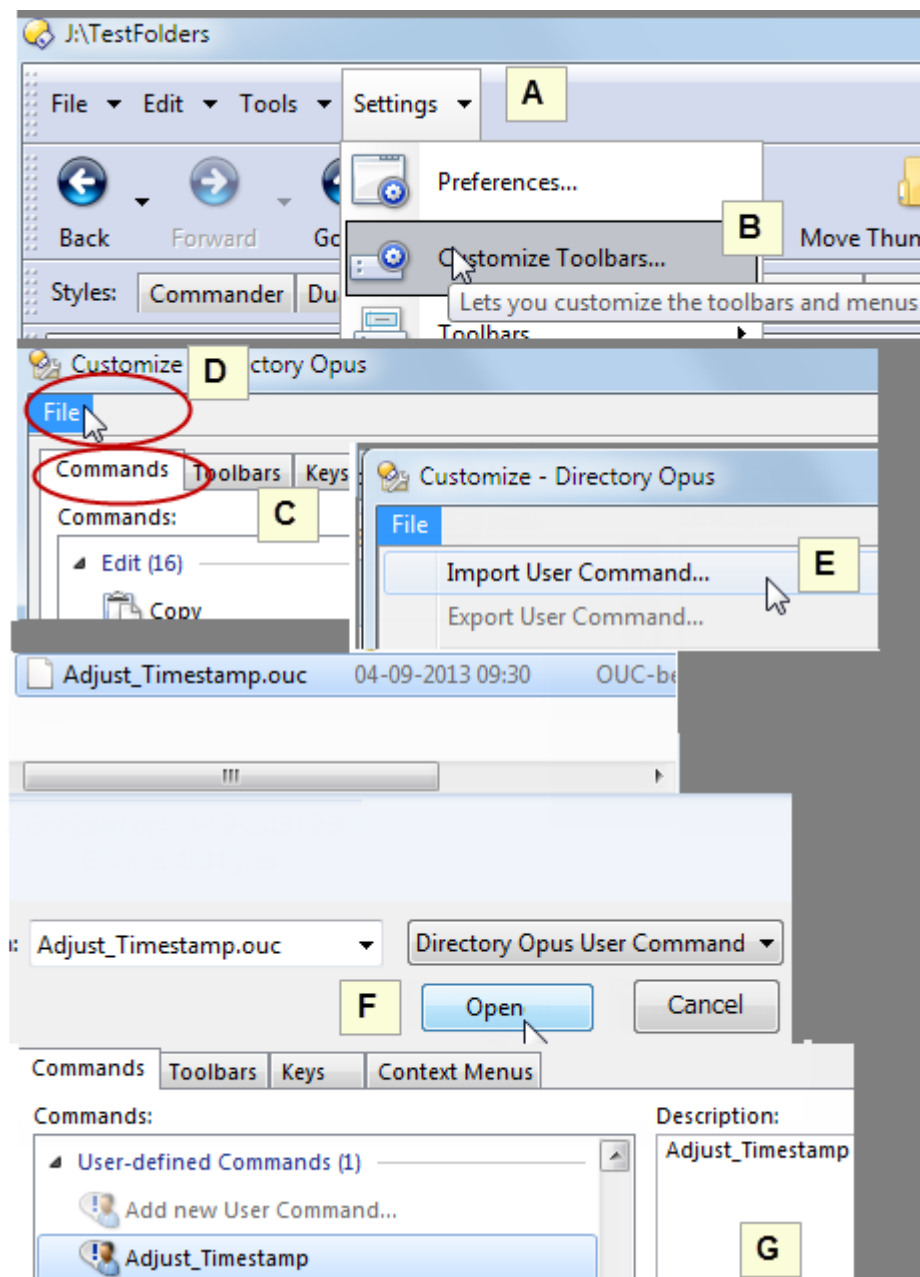 J:\TestFolders
File Edit Tools Settings A
Preferences...
B
Back Forward Move Thun
Customize Toolbars...
Styles: Commander Lets you customize the toolbars and menus
Toolbars
Customize D ctory Opus
File
Commands Toolbars Keys
Customize - Directory Opus
Commands: C
File
Edit (16)
Import User Command... E
Copy
Export User Command...
Adjust_Timestamp.ouc 04-09-2013 09:30 OUC-be
Adjust_Timestamp.ouc Directory Opus User Command
F Open Cancel
Commands Toolbars Keys Context Menus
Commands: Description:
User-defined Commands (1) Adjust_Timestamp
Add new User Command...
Adjust_Timestamp G